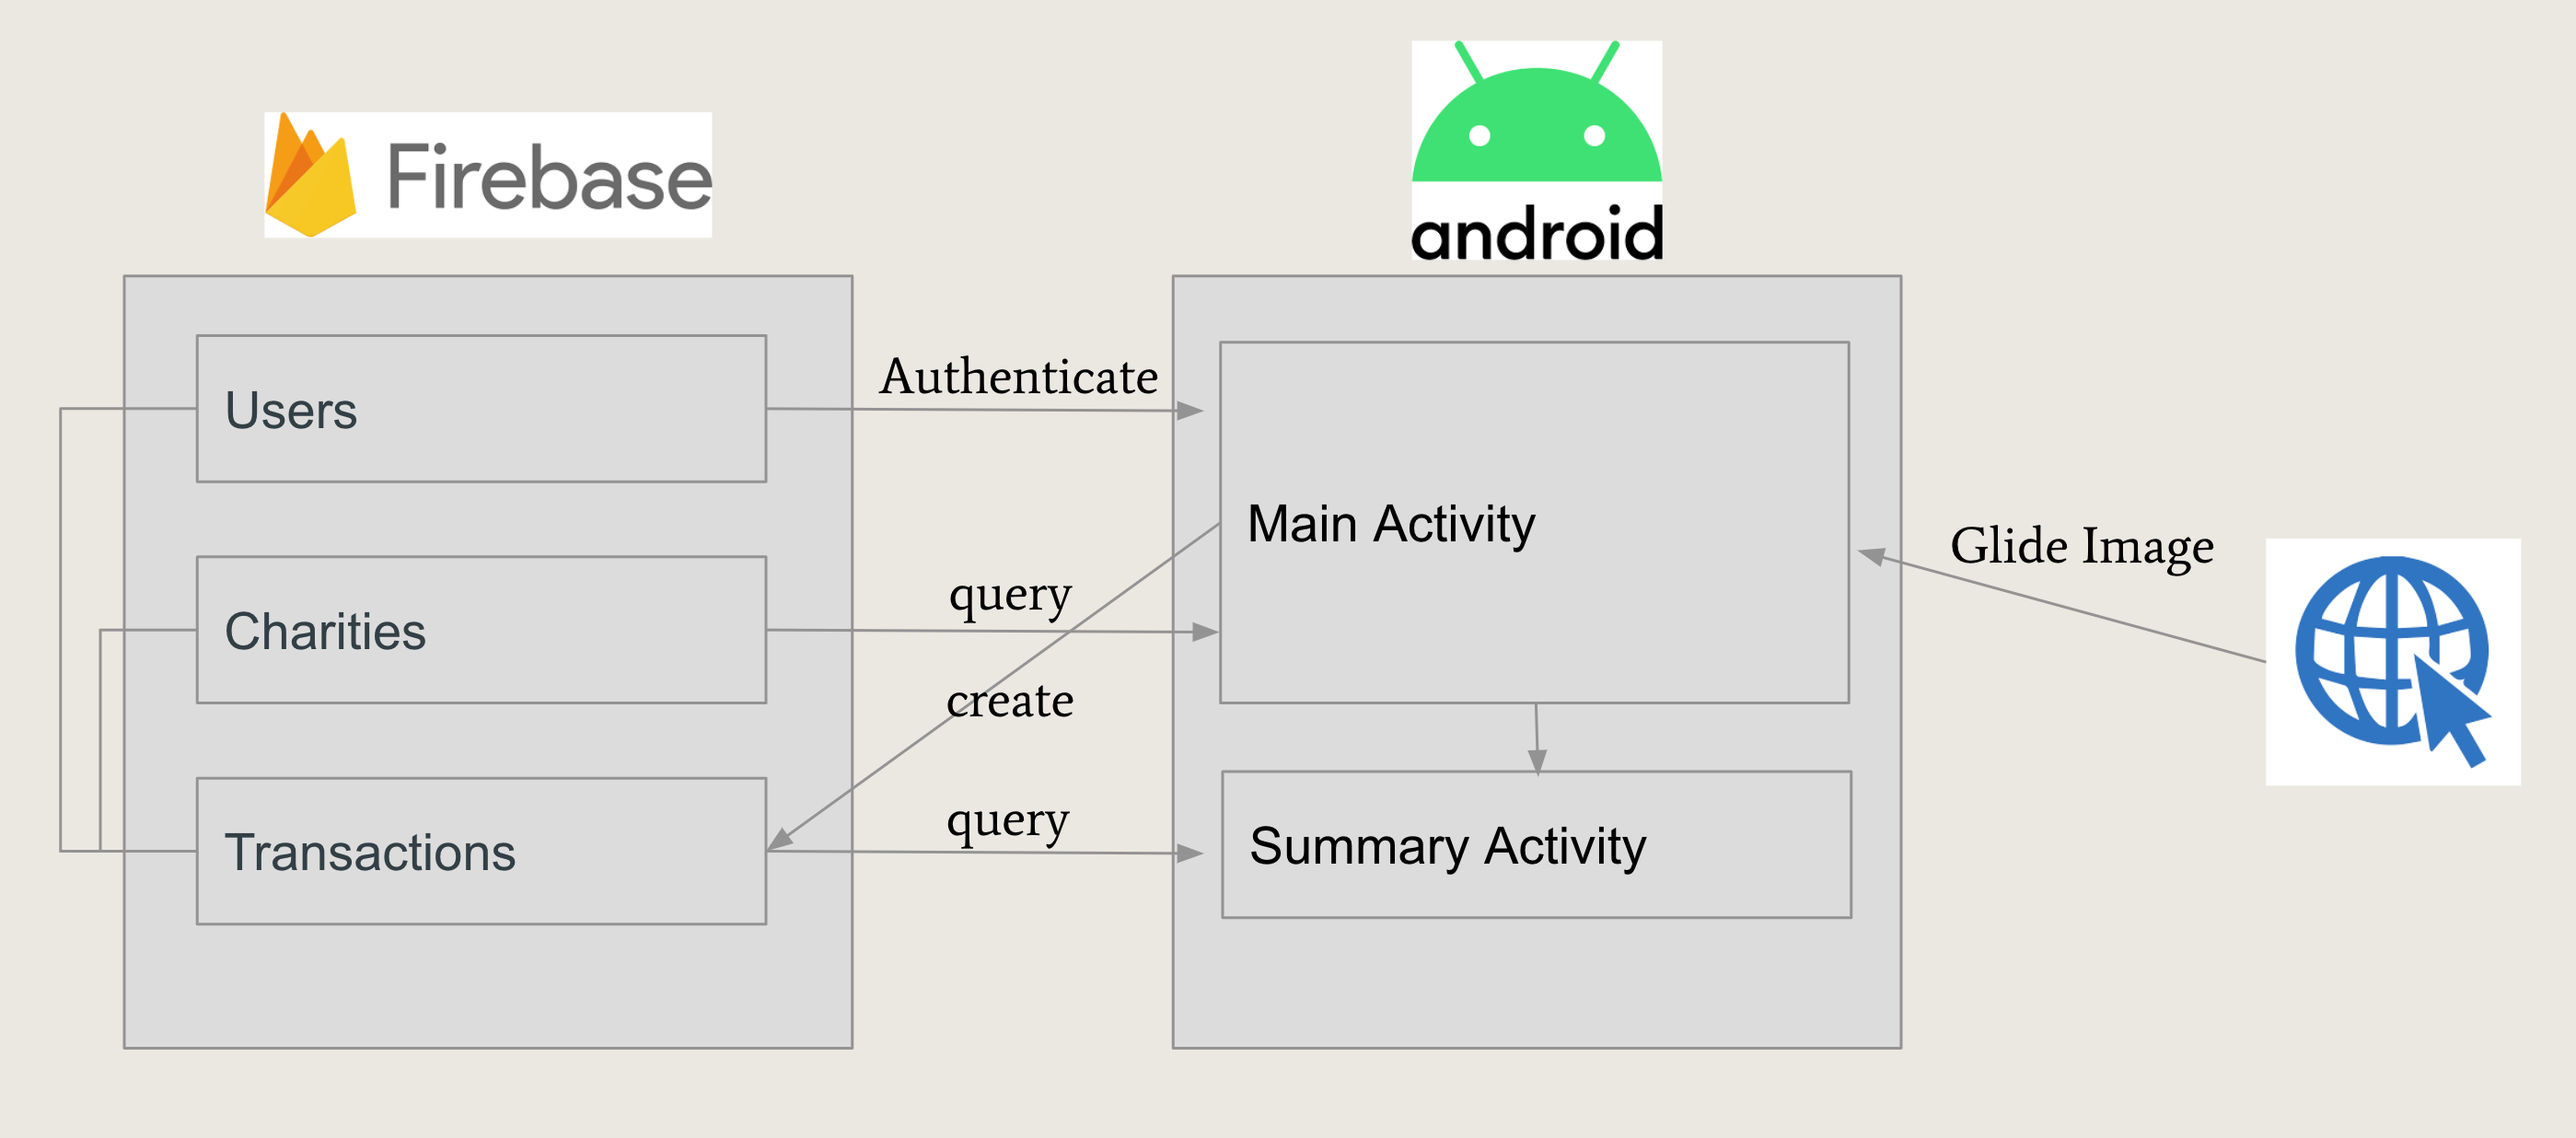 Firebase
android
Users
Authenticate
Main Activity
Charities
query
create
Glide Image
Transactions
query
Summary Activity